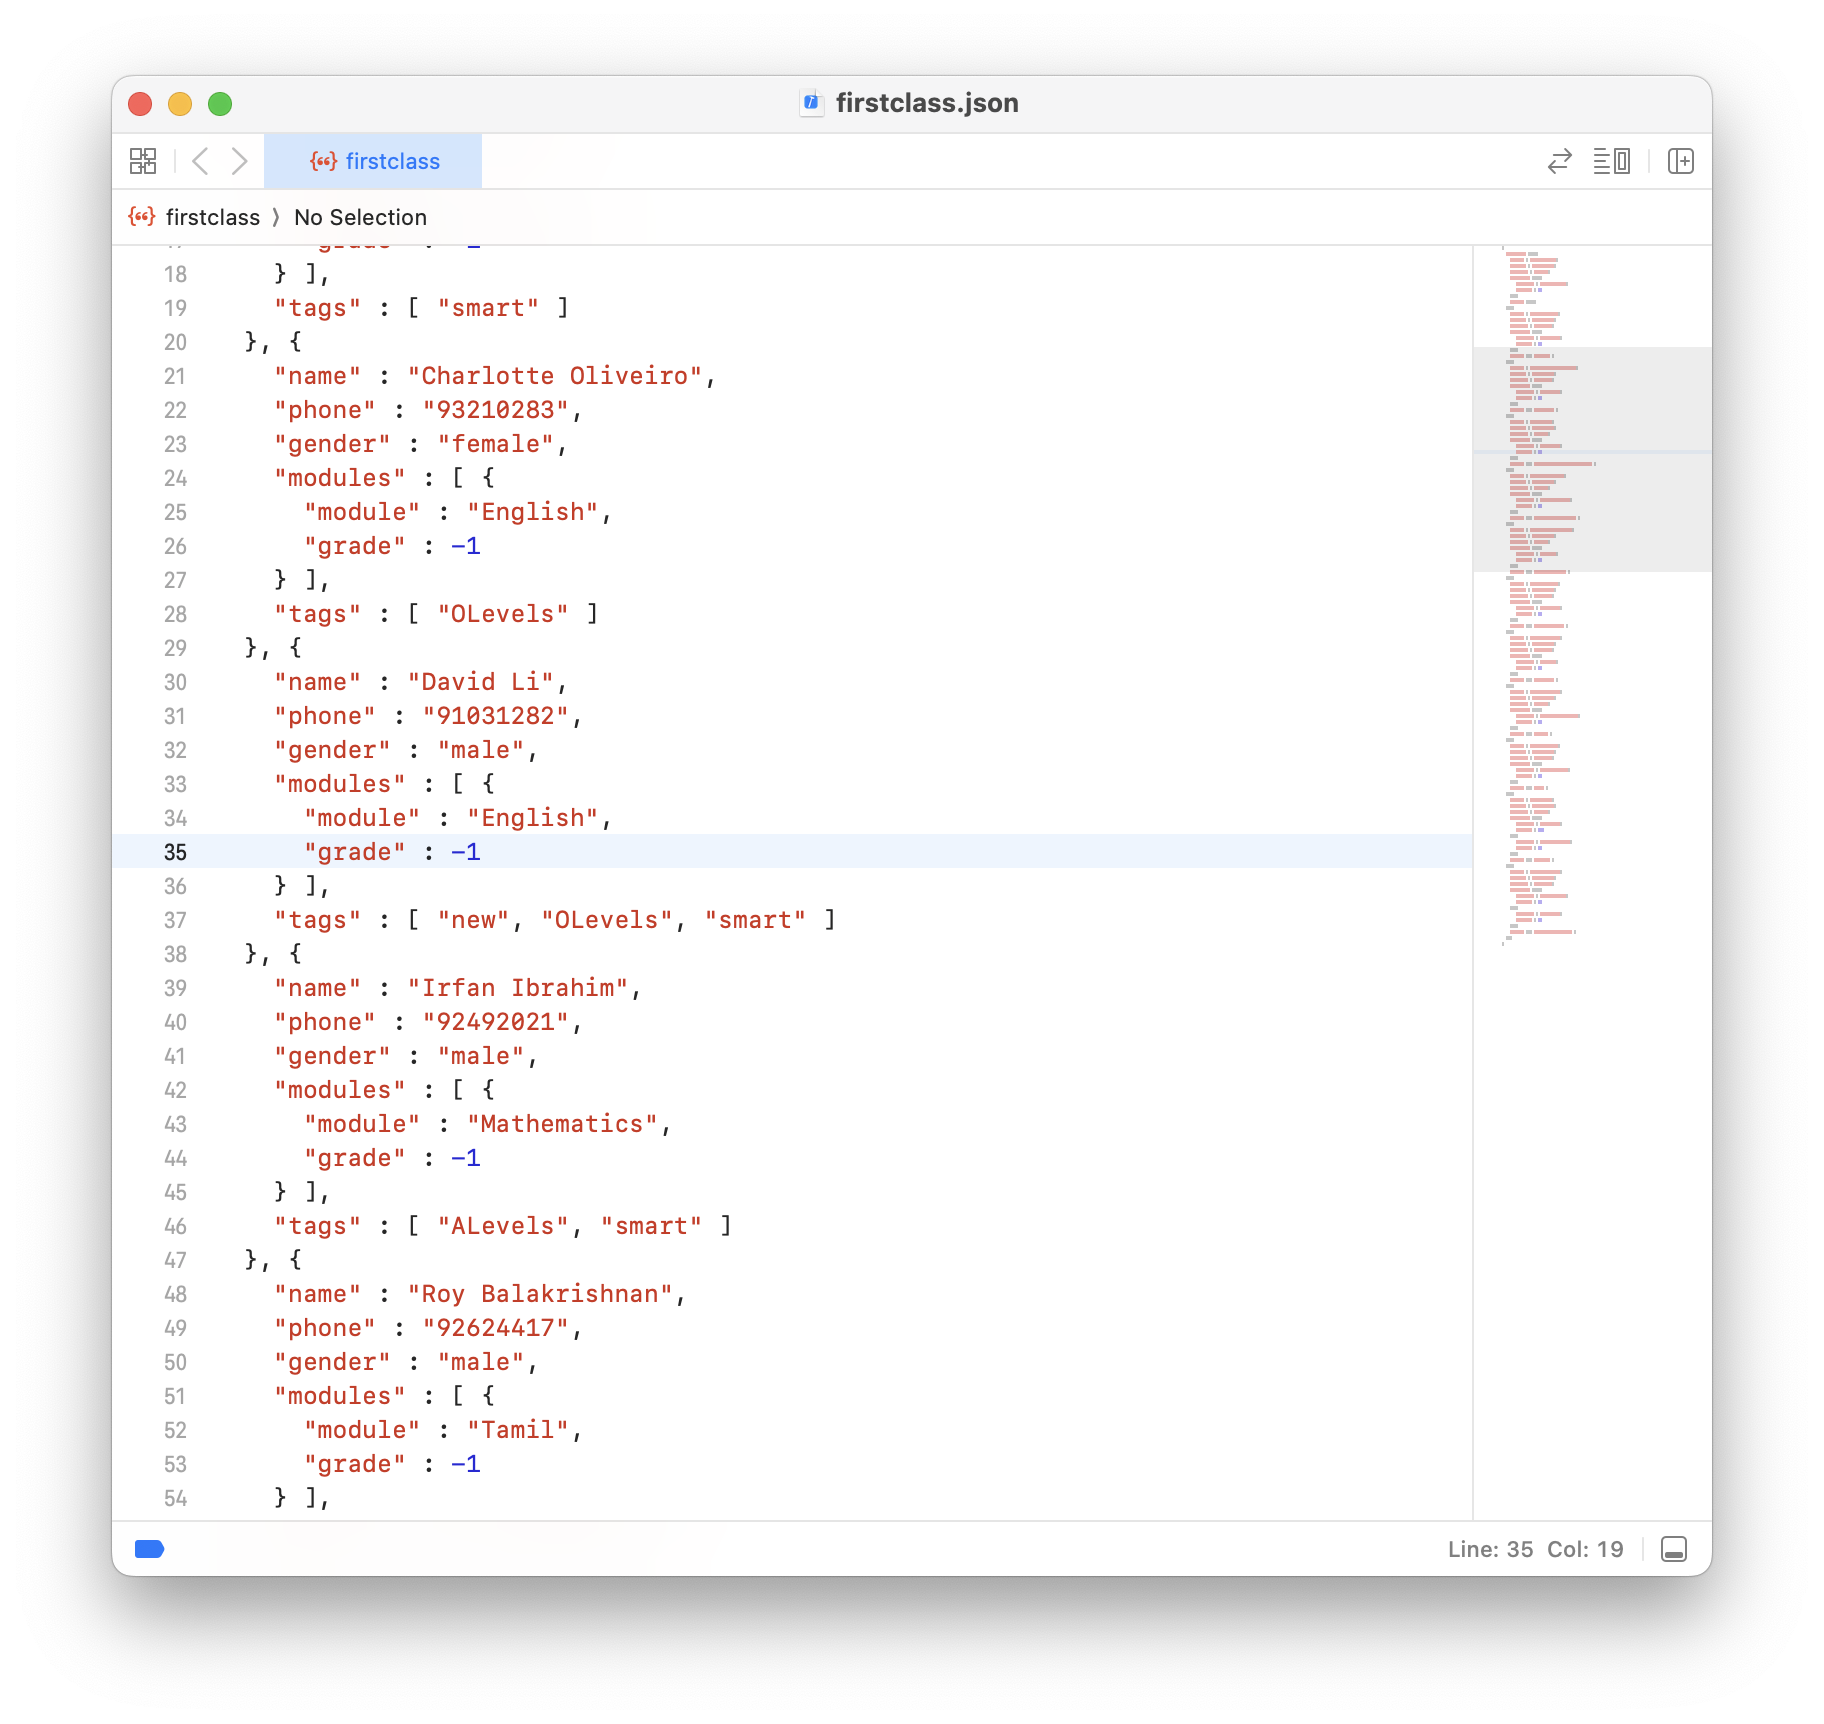 firstclass.json
firstclass
firstclass No Selection
18 } ],
19 "tags" : [ "smart" ]
20 }, {
21 "name" : "Charlotte Oliveiro",
22 "phone" : "93210283",
23 "gender" : "female",
24 "modules" : [ {
25 "module" : "English",
26 "grade" : -1
27 } ],
28 "tags" : [ "OLevels" ]
29 }, {
30 "name" : "David Li",
31 "phone" : "91031282",
32 "gender" : "male",
33 "modules" : [ {
34 "module" : "English",
35 "grade" : -1
36 } ],
37 "tags" : [ "new", "OLevels", "smart" ]
38 }, {
39 "name" : "Irfan Ibrahim",
40 "phone" : "92492021",
41 "gender" : "male",
42 "modules" : [ {
43 "module" : "Mathematics",
44 "grade" : -1
45 } ],
46 "tags" : [ "ALevels", "smart" ]
47 }, {
48 "name" : "Roy Balakrishnan",
49 "phone" : "92624417",
50 "gender" : "male",
51 "modules" : [ {
52 "module" : "Tamil",
53 "grade" : -1
54 } ],
Line: 35 Col: 19